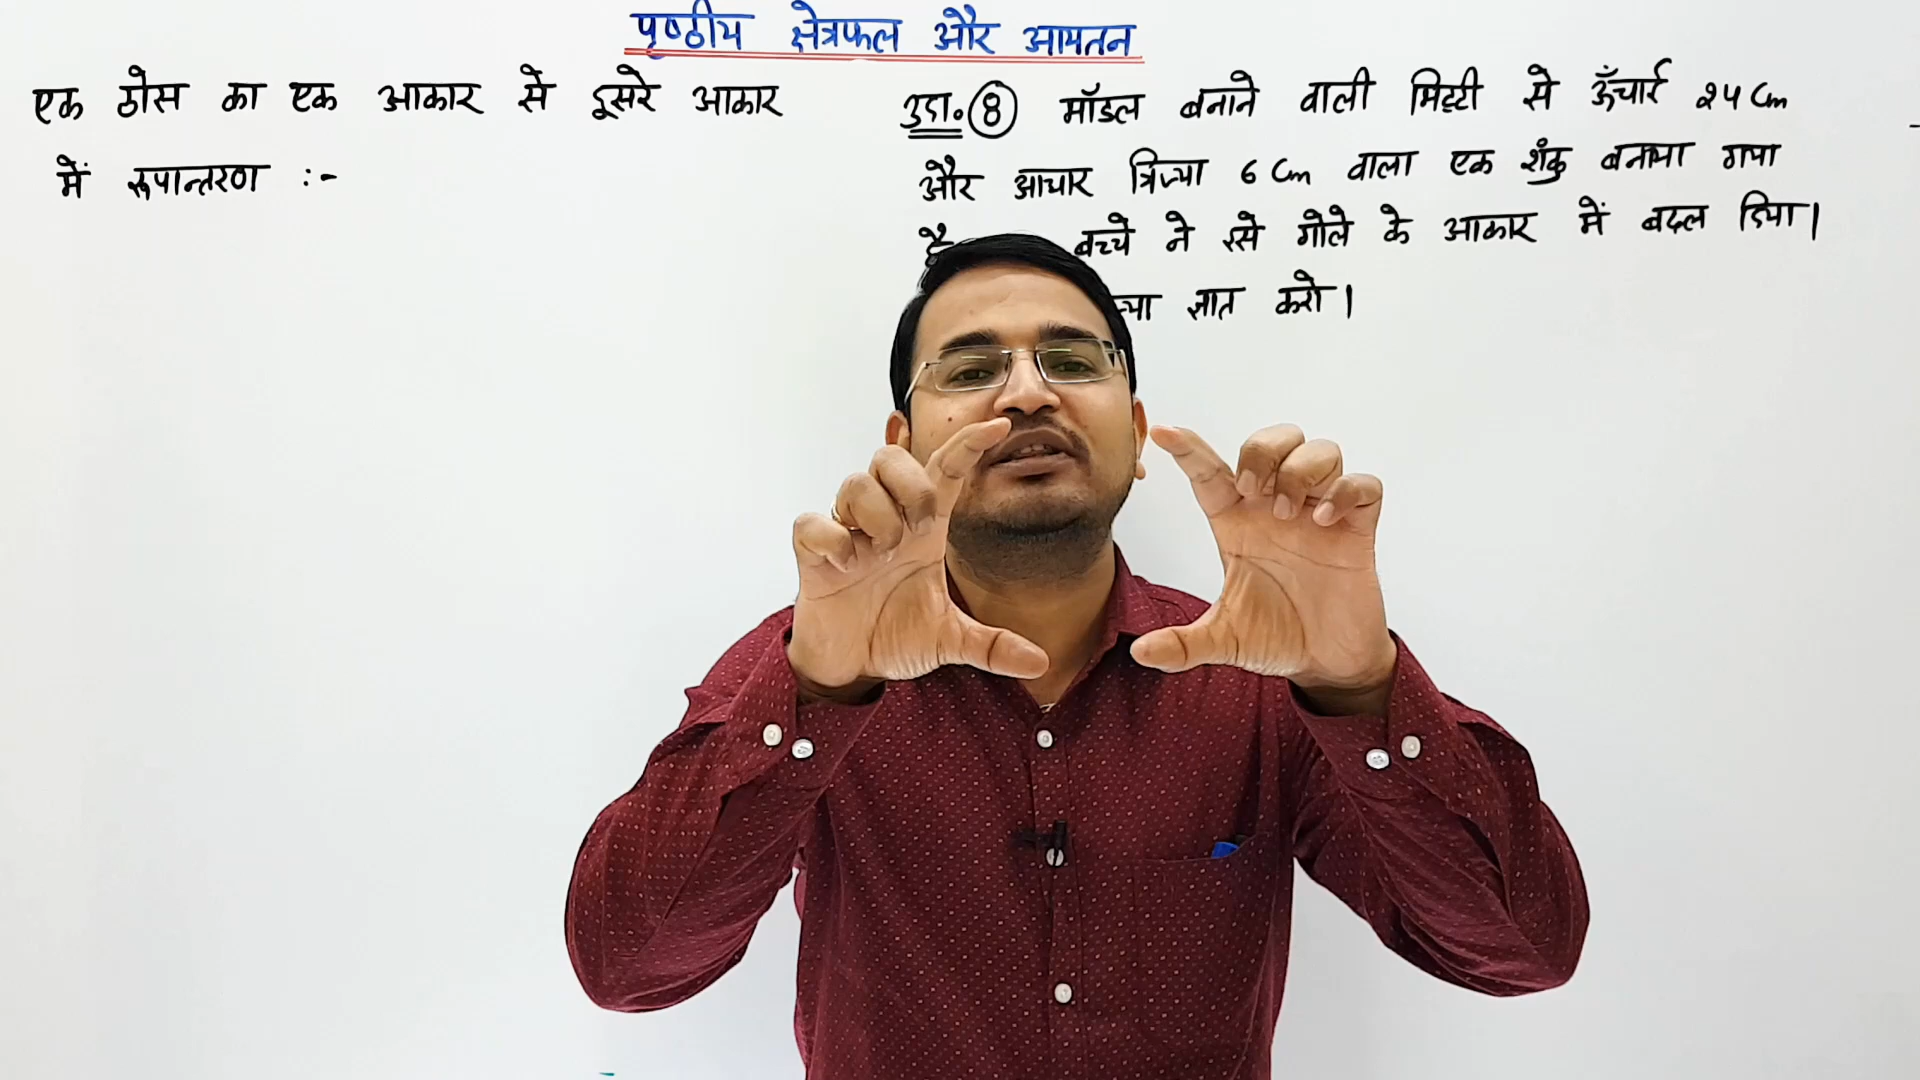 पृष्ठीय क्षेत्रफल और आयतन
एक ठोस का एक आकार से दूसरे आकार
में रूपान्तरण :-
उदा. 8 मॉडल बनाने वाली मिट्टी से ऊँचाई 24 Cm
और आधार त्रिज्या 6 Cm वाला एक शंकु बनाया गया
है बच्चे ने इसे गोले के आकार में बदल दिया।
ज्ञात करो।